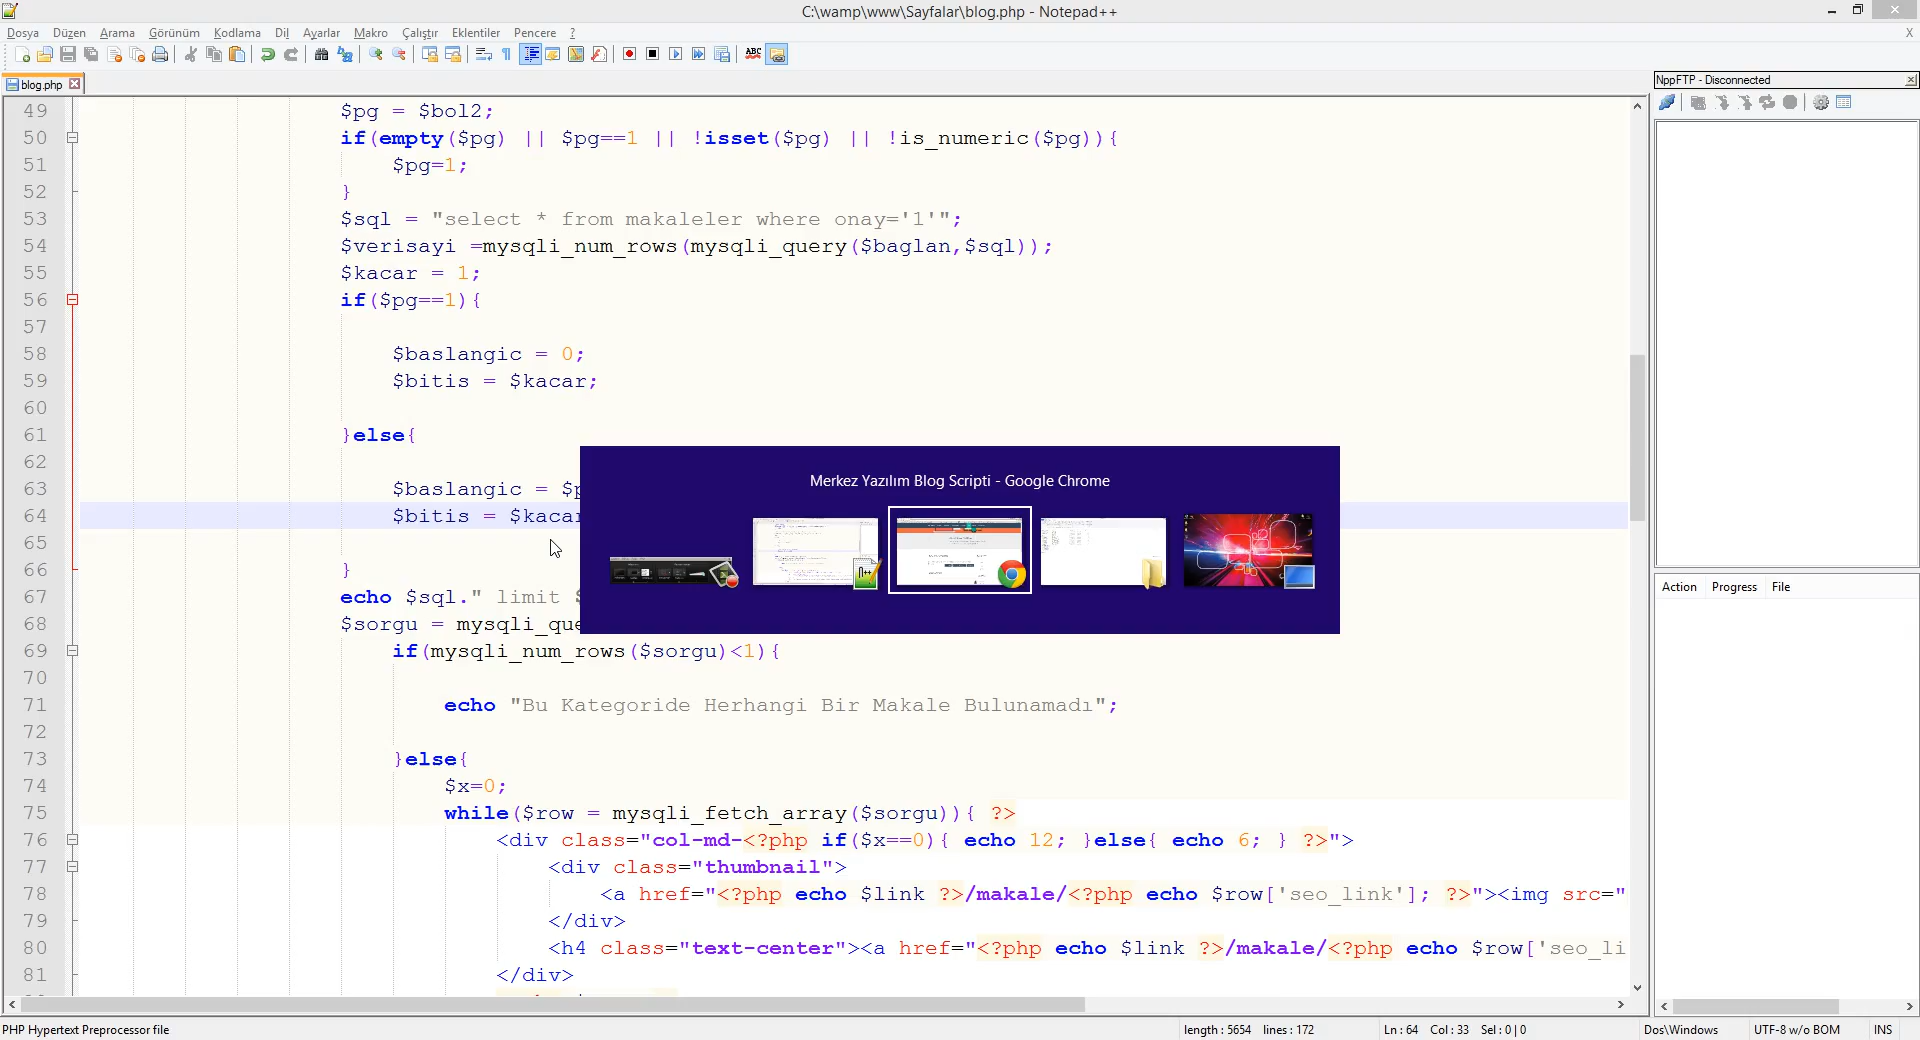 C:\wamp\www\Sayfalar\blog.php - Notepad++
Dosya Düzen Arama Görünüm Kodlama Dil Ayarlar Makro Çalıştır Eklentiler Pencere ? X
ABC
blog.php
NppFTP - Disconnected
49 $pg = $bol2;
50 if(empty($pg) || $pg==1 || !isset($pg) || !is_numeric($pg)){
51 $pg=1;
52 }
53 $sql = "select * from makaleler where onay='1'";
54 $verisayi =mysqli_num_rows(mysqli_query($baglan,$sql));
55 $kacar = 1;
56 if($pg==1){
57
58 $baslangic = 0;
59 $bitis = $kacar;
60
61 }else{
62
63 $baslangic = $p
64 $bitis = $kacar
65
66 }
67 echo $sql." limit $
68 $sorgu = mysqli_que
69 if(mysqli_num_rows($sorgu)<1){
70
71 echo "Bu Kategoride Herhangi Bir Makale Bulunamadı";
72
73 }else{
74 $x=0;
75 while($row = mysqli_fetch_array($sorgu)){ ?>
76 <div class="col-md-<?php if($x==0){ echo 12; }else{ echo 6; } ?>">
77 <div class="thumbnail">
78 <a href="<?php echo $link ?>/makale/<?php echo $row['seo_link']; ?>"><img src="
79 </div>
80 <h4 class="text-center"><a href="<?php echo $link ?>/makale/<?php echo $row['seo_li
81 </div>
Merkez Yazılım Blog Scripti - Google Chrome
Action Progress File
PHP Hypertext Preprocessor file
length : 5654 lines : 172
Ln : 64 Col : 33 Sel : 0 | 0
Dos\Windows
UTF-8 w/o BOM
INS